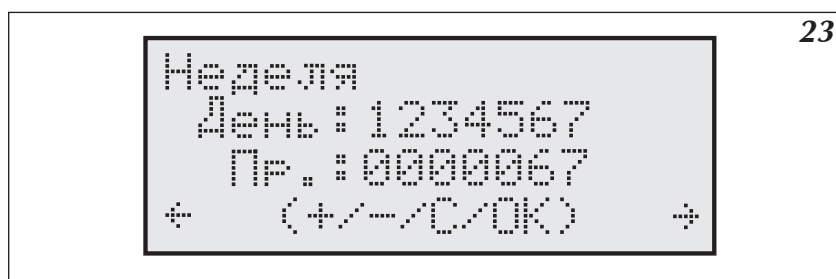 23
Неделя
День:1234567
Пр.:0000067
← (+/-/C/OK) →